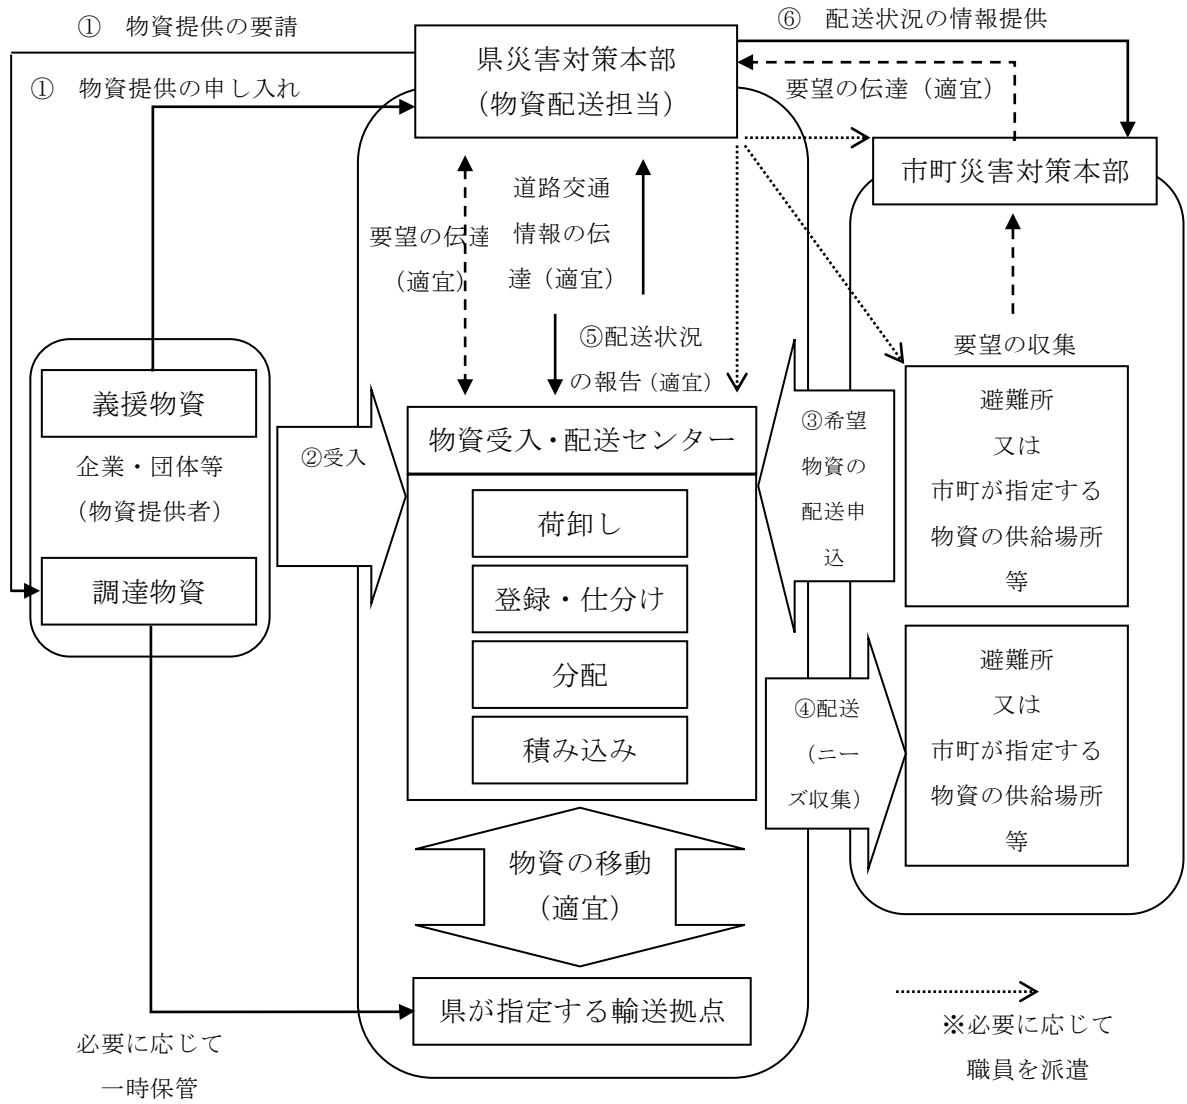 ①　物資提供の要請
⑥　配送状況の情報提供
県災害対策本部
（物資配送担当）
①　物資提供の申し入れ
要望の伝達（適宜）
市町災害対策本部
要望の伝達
（適宜）
道路交通
情報の伝
達（適宜）
⑤配送状況
の報告（適宜）
要望の収集
義援物資
企業・団体等
（物資提供者）
調達物資
②受入
物資受入・配送センター
荷卸し
登録・仕分け
分配
積み込み
③希望
物資の
配送申
込
避難所
又は
市町が指定する
物資の供給場所
等
④配送
（ニー
ズ収集）
避難所
又は
市町が指定する
物資の供給場所
等
物資の移動
（適宜）
県が指定する輸送拠点
必要に応じて
一時保管
※必要に応じて
職員を派遣